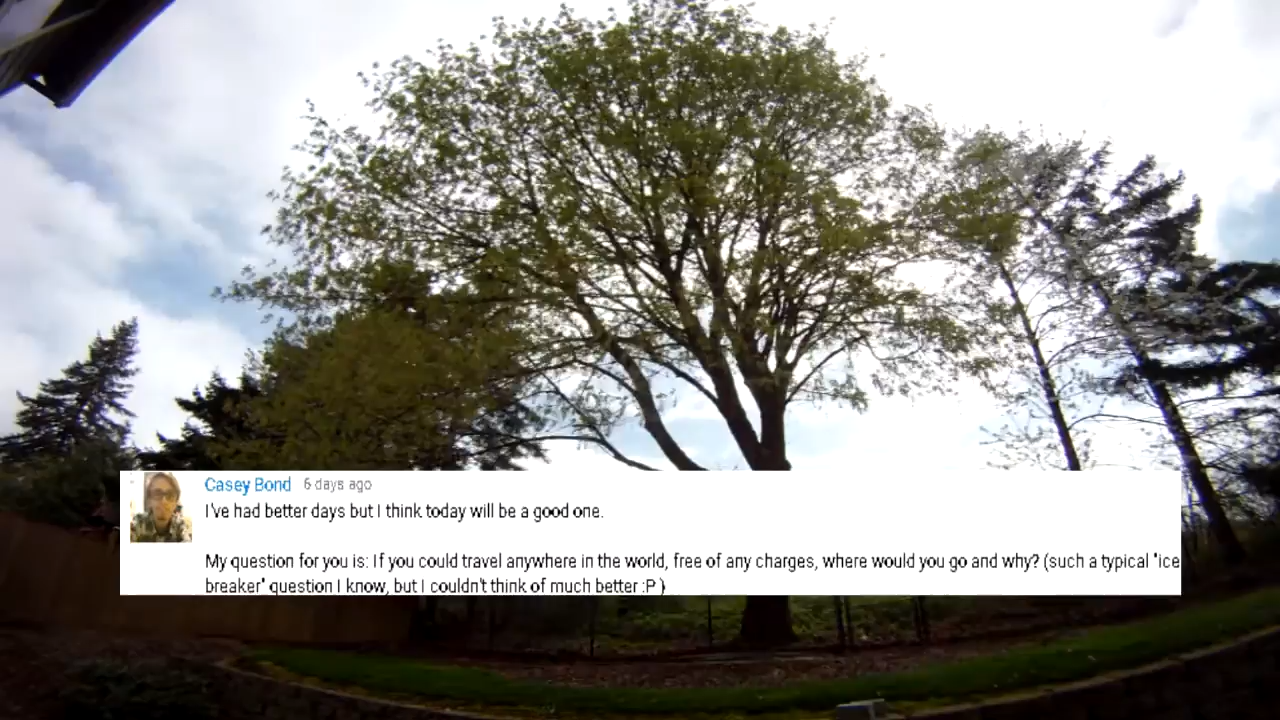 Casey Bond 6 days ago
I've had better days but I think today will be a good one.
My question for you is: If you could travel anywhere in the world, free of any charges, where would you go and why? (such a typical "ice
breaker" question I know, but I couldn't think of much better :P )